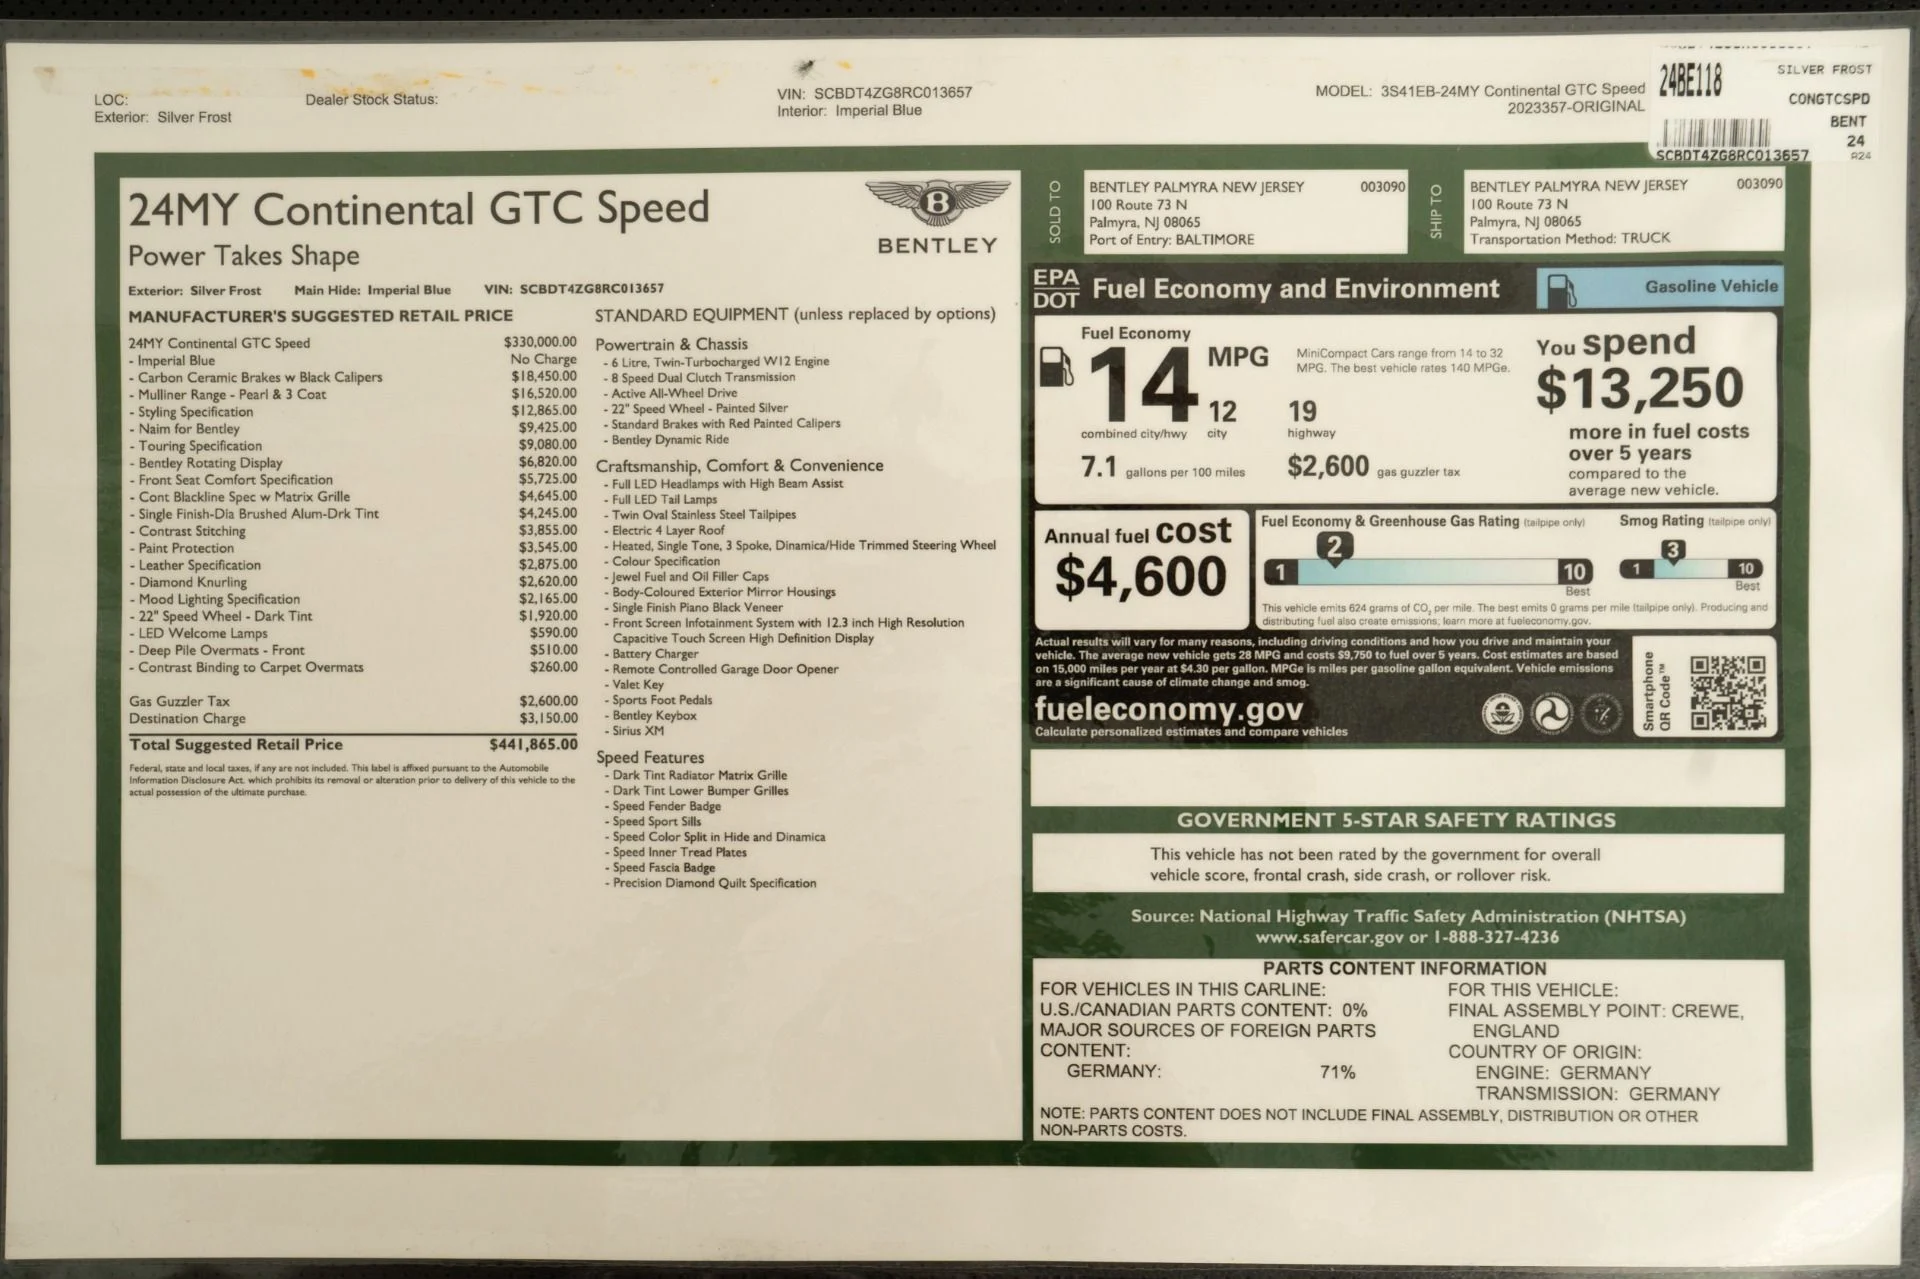 LOC:
Exterior: Silver Frost
Dealer Stock Status:
VIN: SCBDT4ZG8RC013657
Interior: Imperial Blue
MODEL: 3S41EB-24MY Continental GTC Speed
2023357-ORIGINAL
24BE118
SILVER FROST
CONGTCSPD
BENT
24
R24
SCBDT4ZG8RC013657
24MY Continental GTC Speed
Power Takes Shape
B
BENTLEY
Exterior: Silver Frost Main Hide: Imperial Blue VIN: SCBDT4ZG8RC013657
MANUFACTURER'S SUGGESTED RETAIL PRICE
24MY Continental GTC Speed $330,000.00
- Imperial Blue No Charge
- Carbon Ceramic Brakes w Black Calipers $18,450.00
- Mulliner Range - Pearl & 3 Coat $16,520.00
- Styling Specification $12,865.00
- Naim for Bentley $9,425.00
- Touring Specification $9,080.00
- Bentley Rotating Display $6,820.00
- Front Seat Comfort Specification $5,725.00
- Cont Blackline Spec w Matrix Grille $4,645.00
- Single Finish-Dia Brushed Alum-Drk Tint $4,245.00
- Contrast Stitching $3,855.00
- Paint Protection $3,545.00
- Leather Specification $2,875.00
- Diamond Knurling $2,620.00
- Mood Lighting Specification $2,165.00
- 22" Speed Wheel - Dark Tint $1,920.00
- LED Welcome Lamps $590.00
- Deep Pile Overmats - Front $510.00
- Contrast Binding to Carpet Overmats $260.00
Gas Guzzler Tax $2,600.00
Destination Charge $3,150.00
Total Suggested Retail Price $441,865.00
Federal, state and local taxes, if any are not included. This label is affixed pursuant to the Automobile
Information Disclosure Act. which prohibits its removal or alteration prior to delivery of this vehicle to the
actual possession of the ultimate purchase.
STANDARD EQUIPMENT (unless replaced by options)
Powertrain & Chassis
- 6 Litre, Twin-Turbocharged W12 Engine
- 8 Speed Dual Clutch Transmission
- Active All-Wheel Drive
- 22" Speed Wheel - Painted Silver
- Standard Brakes with Red Painted Calipers
- Bentley Dynamic Ride
Craftsmanship, Comfort & Convenience
- Full LED Headlamps with High Beam Assist
- Full LED Tail Lamps
- Twin Oval Stainless Steel Tailpipes
- Electric 4 Layer Roof
- Heated, Single Tone, 3 Spoke, Dinamica/Hide Trimmed Steering Wheel
- Colour Specification
- Jewel Fuel and Oil Filler Caps
- Body-Coloured Exterior Mirror Housings
- Single Finish Piano Black Veneer
- Front Screen Infotainment System with 12.3 inch High Resolution
Capacitive Touch Screen High Definition Display
- Battery Charger
- Remote Controlled Garage Door Opener
- Valet Key
- Sports Foot Pedals
- Bentley Keybox
- Sirius XM
Speed Features
- Dark Tint Radiator Matrix Grille
- Dark Tint Lower Bumper Grilles
- Speed Fender Badge
- Speed Sport Sills
- Speed Color Split in Hide and Dinamica
- Speed Inner Tread Plates
- Speed Fascia Badge
- Precision Diamond Quilt Specification
SOLD TO
BENTLEY PALMYRA NEW JERSEY 003090
100 Route 73 N
Palmyra, NJ 08065
Port of Entry: BALTIMORE
SHIP TO
BENTLEY PALMYRA NEW JERSEY 003090
100 Route 73 N
Palmyra, NJ 08065
Transportation Method: TRUCK
EPA
DOT
Fuel Economy and Environment
Gasoline Vehicle
Fuel Economy
14 MPG
combined city/hwy
12
city
19
highway
7.1 gallons per 100 miles
$2,600 gas guzzler tax
MiniCompact Cars range from 14 to 32
MPG. The best vehicle rates 140 MPGe.
You spend
$13,250
more in fuel costs
over 5 years
compared to the
average new vehicle.
Annual fuel cost
$4,600
Fuel Economy & Greenhouse Gas Rating (tailpipe only)
2
1 10
Best
Smog Rating (tailpipe only)
3
1 10
Best
This vehicle emits 624 grams of CO₂ per mile. The best emits 0 grams per mile (tailpipe only). Producing and
distributing fuel also create emissions; learn more at fueleconomy.gov.
Actual results will vary for many reasons, including driving conditions and how you drive and maintain your
vehicle. The average new vehicle gets 28 MPG and costs $9,750 to fuel over 5 years. Cost estimates are based
on 15,000 miles per year at $4.30 per gallon. MPGe is miles per gasoline gallon equivalent. Vehicle emissions
are a significant cause of climate change and smog.
fueleconomy.gov
Calculate personalized estimates and compare vehicles
Smartphone
QR Code™
GOVERNMENT 5-STAR SAFETY RATINGS
This vehicle has not been rated by the government for overall
vehicle score, frontal crash, side crash, or rollover risk.
Source: National Highway Traffic Safety Administration (NHTSA)
www.safercar.gov or 1-888-327-4236
PARTS CONTENT INFORMATION
FOR VEHICLES IN THIS CARLINE:
U.S./CANADIAN PARTS CONTENT: 0%
MAJOR SOURCES OF FOREIGN PARTS
CONTENT:
GERMANY: 71%
FOR THIS VEHICLE:
FINAL ASSEMBLY POINT: CREWE,
ENGLAND
COUNTRY OF ORIGIN:
ENGINE: GERMANY
TRANSMISSION: GERMANY
NOTE: PARTS CONTENT DOES NOT INCLUDE FINAL ASSEMBLY, DISTRIBUTION OR OTHER
NON-PARTS COSTS.